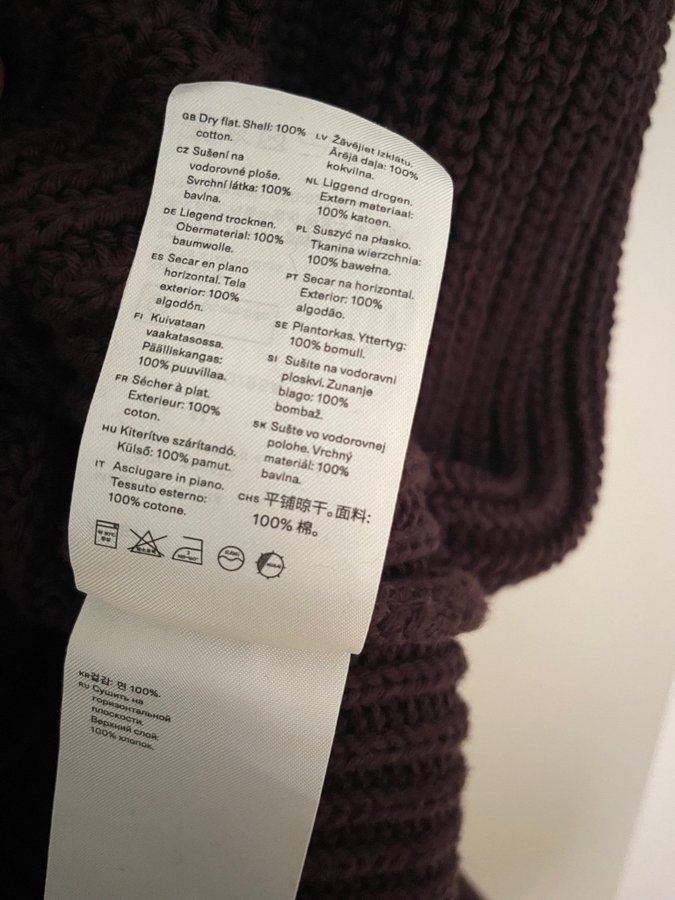 GB Dry flat. Shell: 100%
cotton.
CZ Sušení na
vodorovné ploše.
Svrchní látka: 100%
bavlna.
DE Liegend trocknen.
Obermaterial: 100%
baumwolle.
ES Secar en plano
horizontal. Tela
exterior: 100%
algodón.
FI Kuivataan
vaakatasossa.
Päälliskangas:
100% puuvillaa.
FR Sécher à plat.
Exterieur: 100%
coton.
HU Kiterítve szárítandó.
Külső: 100% pamut.
IT Asciugare in piano.
Tessuto esterno:
100% cotone.
LV Žāvējiet izklātu.
Ārējā daļa: 100%
kokvilna.
NL Liggend drogen.
Extern materiaal:
100% katoen.
PL Suszyć na płasko.
Tkanina wierzchnia:
100% bawełna.
PT Secar na horizontal.
Exterior: 100%
algodão.
SE Plantorkas. Yttertyg:
100% bomull.
SI Sušite na vodoravni
ploskvi. Zunanje
blago: 100%
bombaž.
SK Sušte vo vodorovnej
polohe. Vrchný
materiál: 100%
bavlna.
CHS 平铺晾干。面料:
100% 棉。
KR 겉감: 면 100%.
RU Сушить на
горизонтальной
плоскости.
Верхний слой:
100% хлопок.